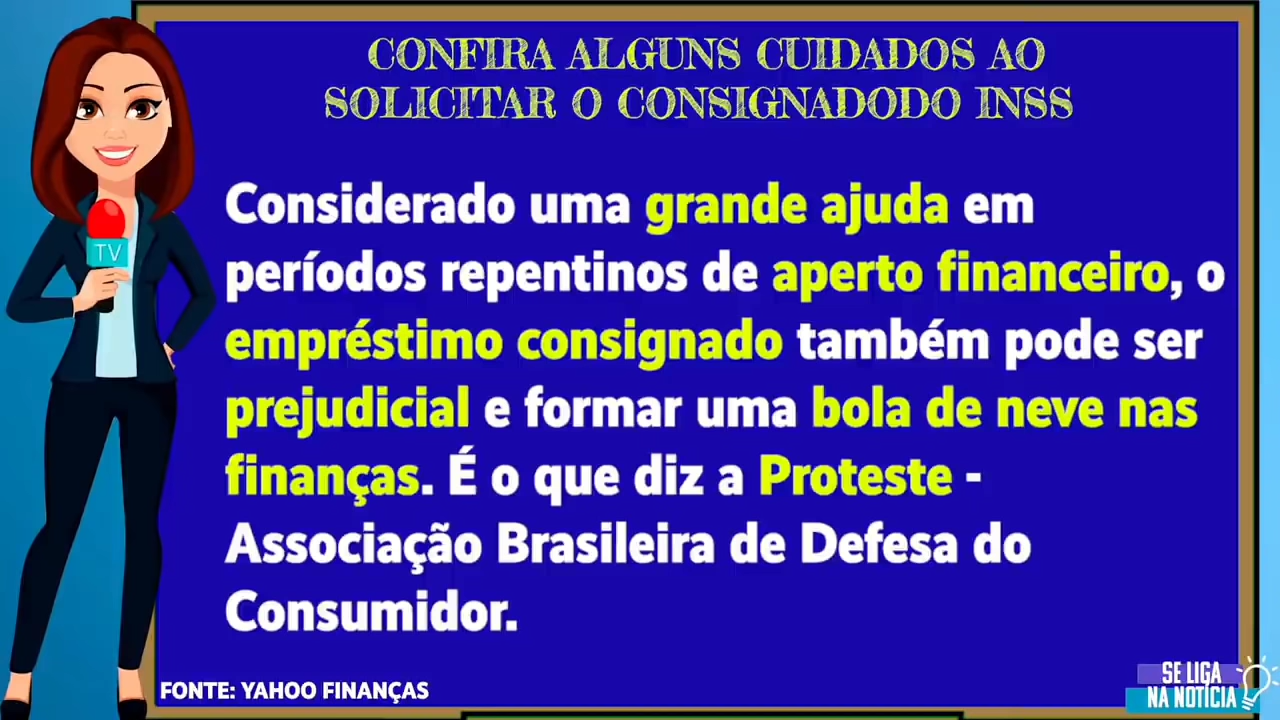 CONFIRA ALGUNS CUIDADOS AO
SOLICITAR O CONSIGNADODO INSS
Considerado uma grande ajuda em
períodos repentinos de aperto financeiro, o
empréstimo consignado também pode ser
prejudicial e formar uma bola de neve nas
finanças. É o que diz a Proteste -
Associação Brasileira de Defesa do
Consumidor.
TV
FONTE: YAHOO FINANÇAS
SE LIGA
NA NOTÍCIA